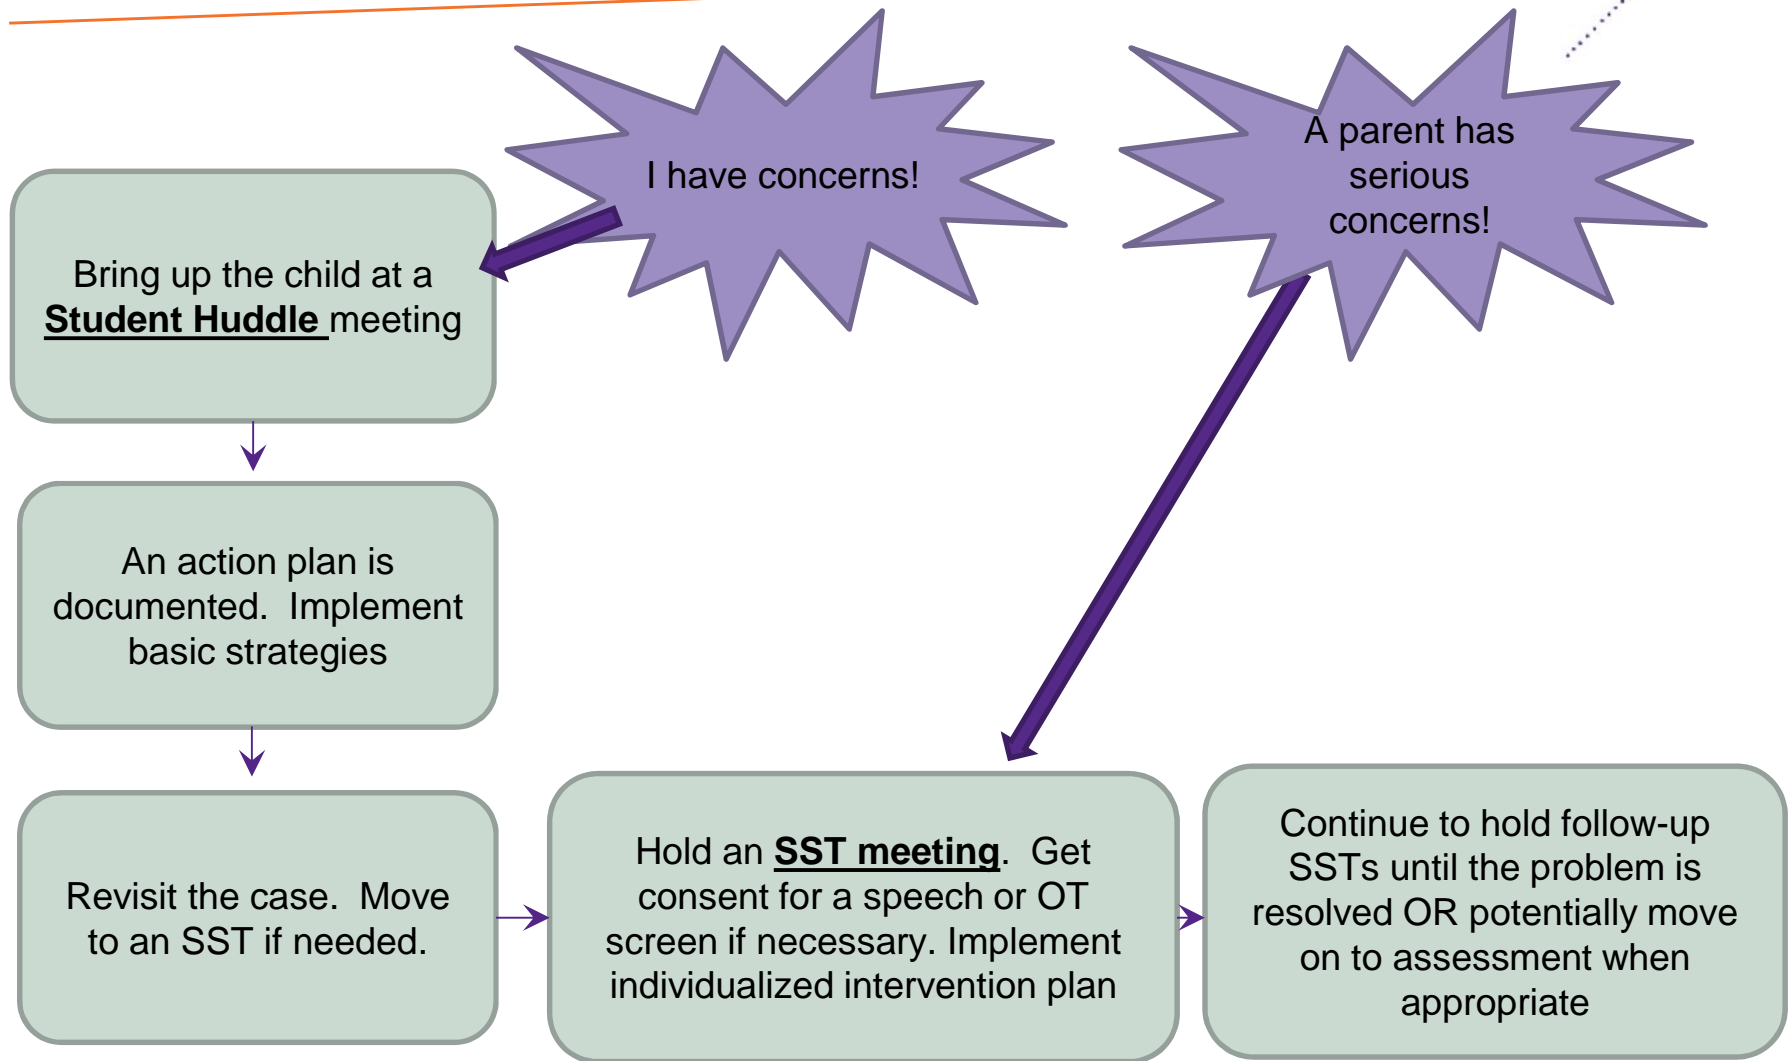 I have concerns!
A parent has
serious
concerns!
Bring up the child at a
Student Huddle meeting
An action plan is
documented.  Implement
basic strategies
Revisit the case.  Move
to an SST if needed.
Hold an SST meeting.  Get
consent for a speech or OT
screen if necessary. Implement
individualized intervention plan
Continue to hold follow-up
SSTs until the problem is
resolved OR potentially move
on to assessment when
appropriate